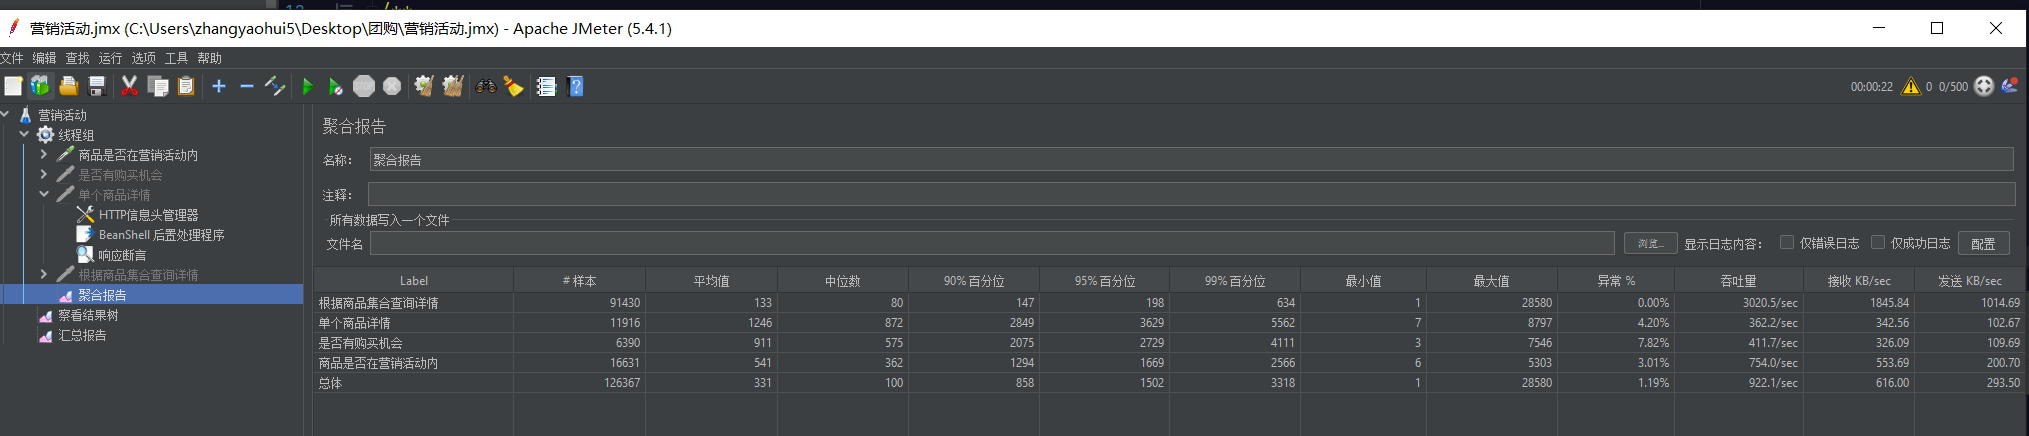 营销活动.jmx (C:\Users\zhangyaohui5\Desktop\团购\营销活动.jmx) - Apache JMeter (5.4.1)
文件 编辑 查找 运行 选项 工具 帮助
00:00:22 0 0/500
营销活动
线程组
商品是否在营销活动内
是否有购买机会
单个商品详情
HTTP信息头管理器
BeanShell 后置处理程序
响应断言
根据商品集合查询详情
聚合报告
察看结果树
汇总报告
聚合报告
名称： 聚合报告
注释：
所有数据写入一个文件
文件名 浏览... 显示日志内容： 仅错误日志 仅成功日志 配置
Label # 样本 平均值 中位数 90% 百分位 95% 百分位 99% 百分位 最小值 最大值 异常 % 吞吐量 接收 KB/sec 发送 KB/sec
根据商品集合查询详情 91430 133 80 147 198 634 1 28580 0.00% 3020.5/sec 1845.84 1014.69
单个商品详情 11916 1246 872 2849 3629 5562 7 8797 4.20% 362.2/sec 342.56 102.67
是否有购买机会 6390 911 575 2075 2729 4111 3 7546 7.82% 411.7/sec 326.09 109.69
商品是否在营销活动内 16631 541 362 1294 1669 2566 6 5303 3.01% 754.0/sec 553.69 200.70
总体 126367 331 100 858 1502 3318 1 28580 1.19% 922.1/sec 616.00 293.50